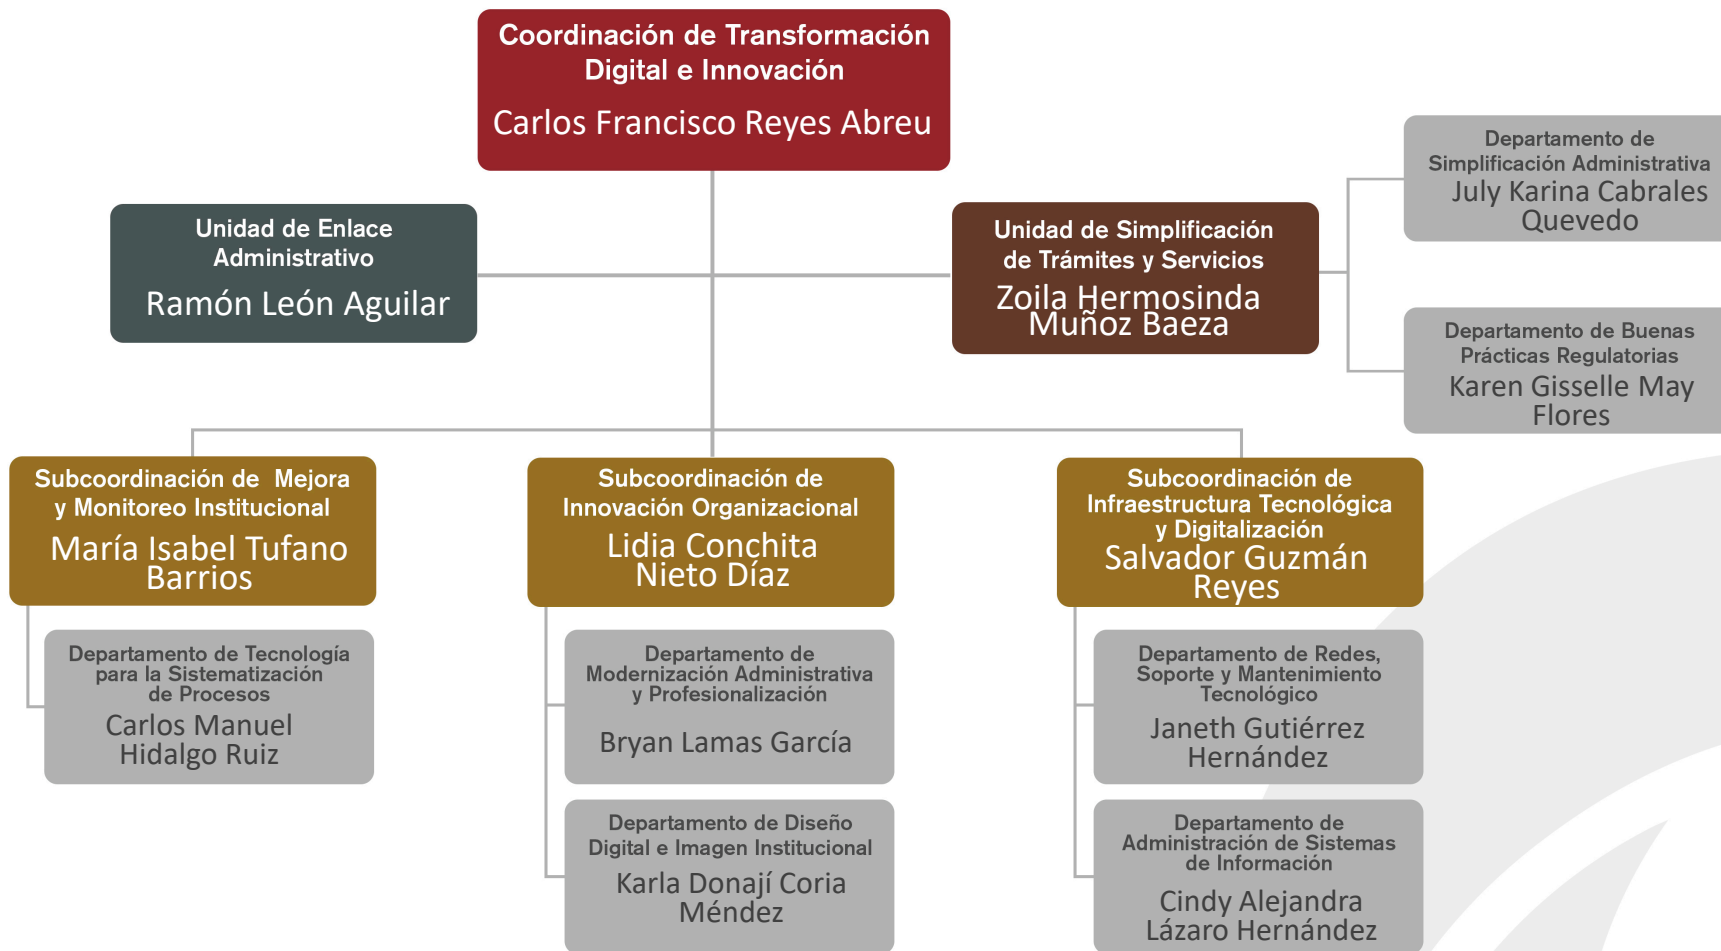 Coordinación de Transformación
Digital e Innovación
Carlos Francisco Reyes Abreu
Unidad de Enlace
Administrativo
Ramón León Aguilar
Unidad de Simplificación
de Trámites y Servicios
Zoila Hermosinda
Muñoz Baeza
Departamento de
Simplificación Administrativa
July Karina Cabrales
Quevedo
Departamento de Buenas
Prácticas Regulatorias
Karen Gisselle May
Flores
Subcoordinación de Mejora
y Monitoreo Institucional
María Isabel Tufano
Barrios
Departamento de Tecnología
para la Sistematización
de Procesos
Carlos Manuel
Hidalgo Ruiz
Subcoordinación de
Innovación Organizacional
Lidia Conchita
Nieto Díaz
Departamento de
Modernización Administrativa
y Profesionalización
Bryan Lamas García
Departamento de Diseño
Digital e Imagen Institucional
Karla Donají Coria
Méndez
Subcoordinación de
Infraestructura Tecnológica
y Digitalización
Salvador Guzmán
Reyes
Departamento de Redes,
Soporte y Mantenimiento
Tecnológico
Janeth Gutiérrez
Hernández
Departamento de
Administración de Sistemas
de Información
Cindy Alejandra
Lázaro Hernández